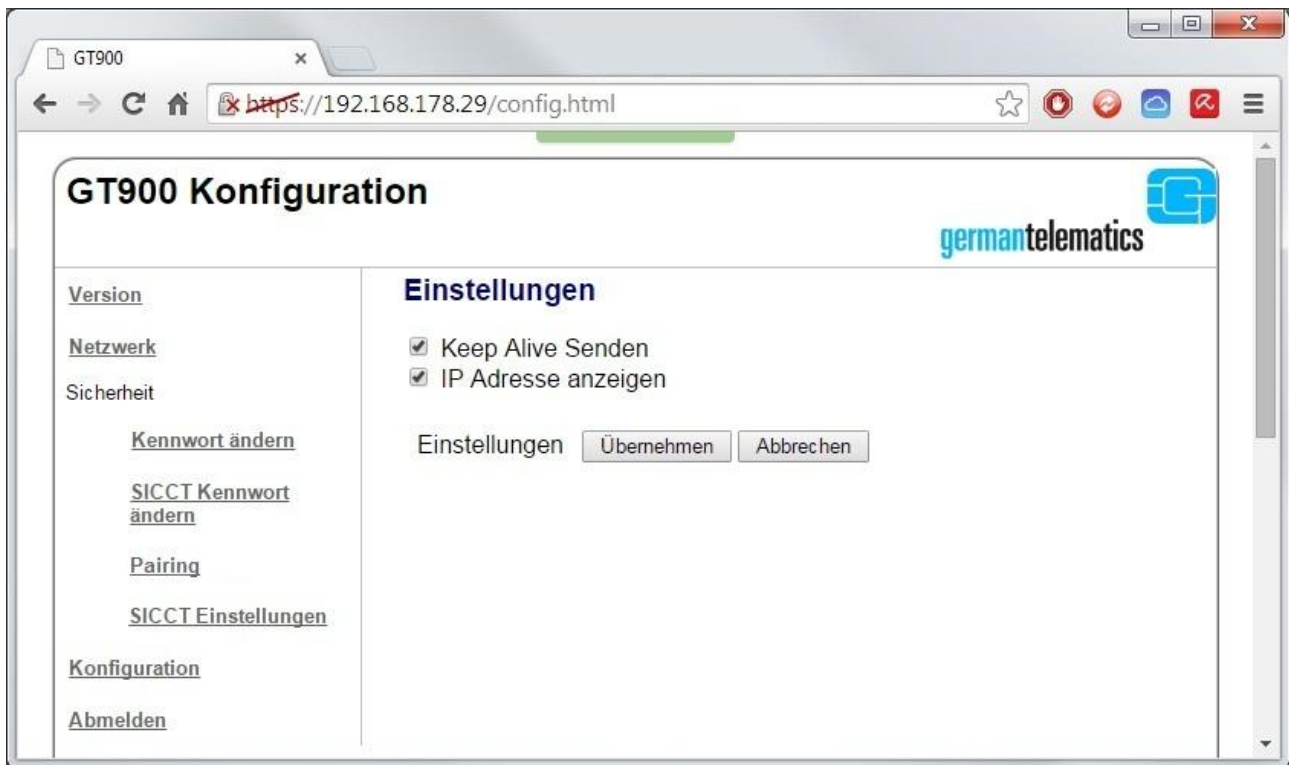 GT900
https://192.168.178.29/config.html
GT900 Konfiguration
germantelematics
Version
Netzwerk
Sicherheit
Kennwort ändern
SICCT Kennwort
ändern
Pairing
SICCT Einstellungen
Konfiguration
Abmelden
Einstellungen
Keep Alive Senden
IP Adresse anzeigen
Einstellungen Übernehmen Abbrechen